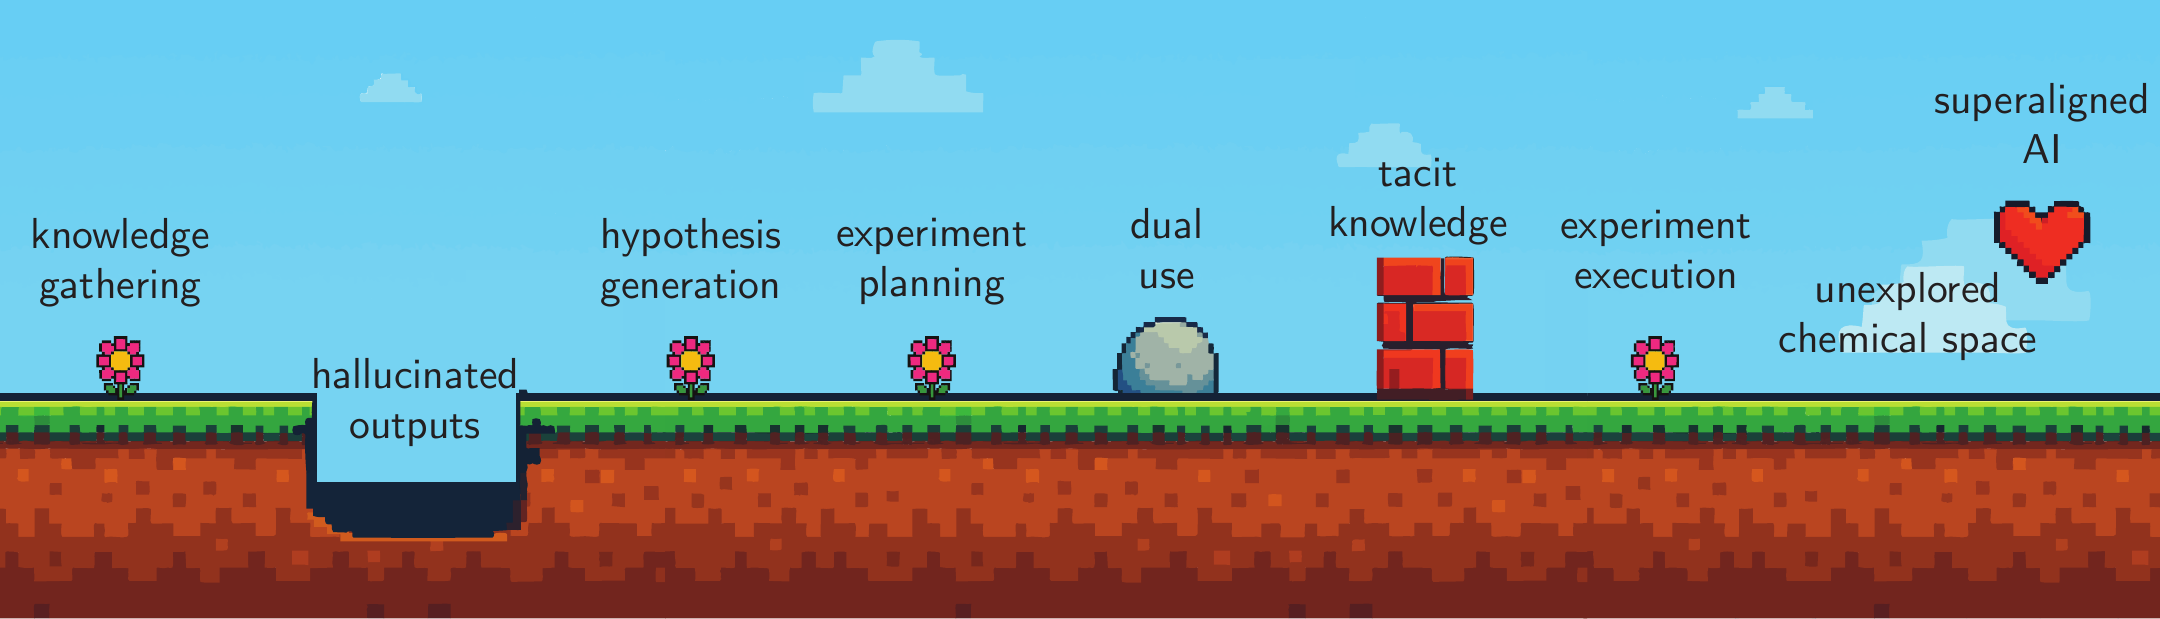 knowledge
gathering
hallucinated
outputs
hypothesis
generation
experiment
planning
dual
use
tacit
knowledge
experiment
execution
unexplored
chemical space
superaligned
AI